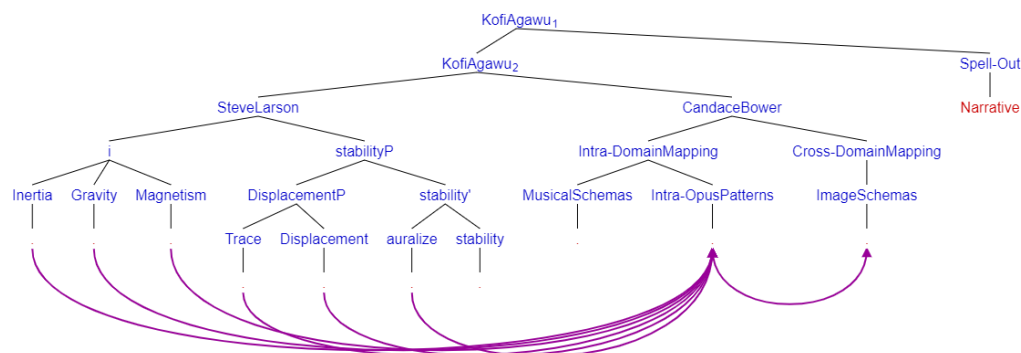 KofiAgawu1
KofiAgawu2 Spell-Out
SteveLarson CandaceBower Narrative
i stabilityP Intra-DomainMapping Cross-DomainMapping
Inertia Gravity Magnetism DisplacementP stability' MusicalSchemas Intra-OpusPatterns ImageSchemas
. . . Trace Displacement auralize stability . . .
. . . .